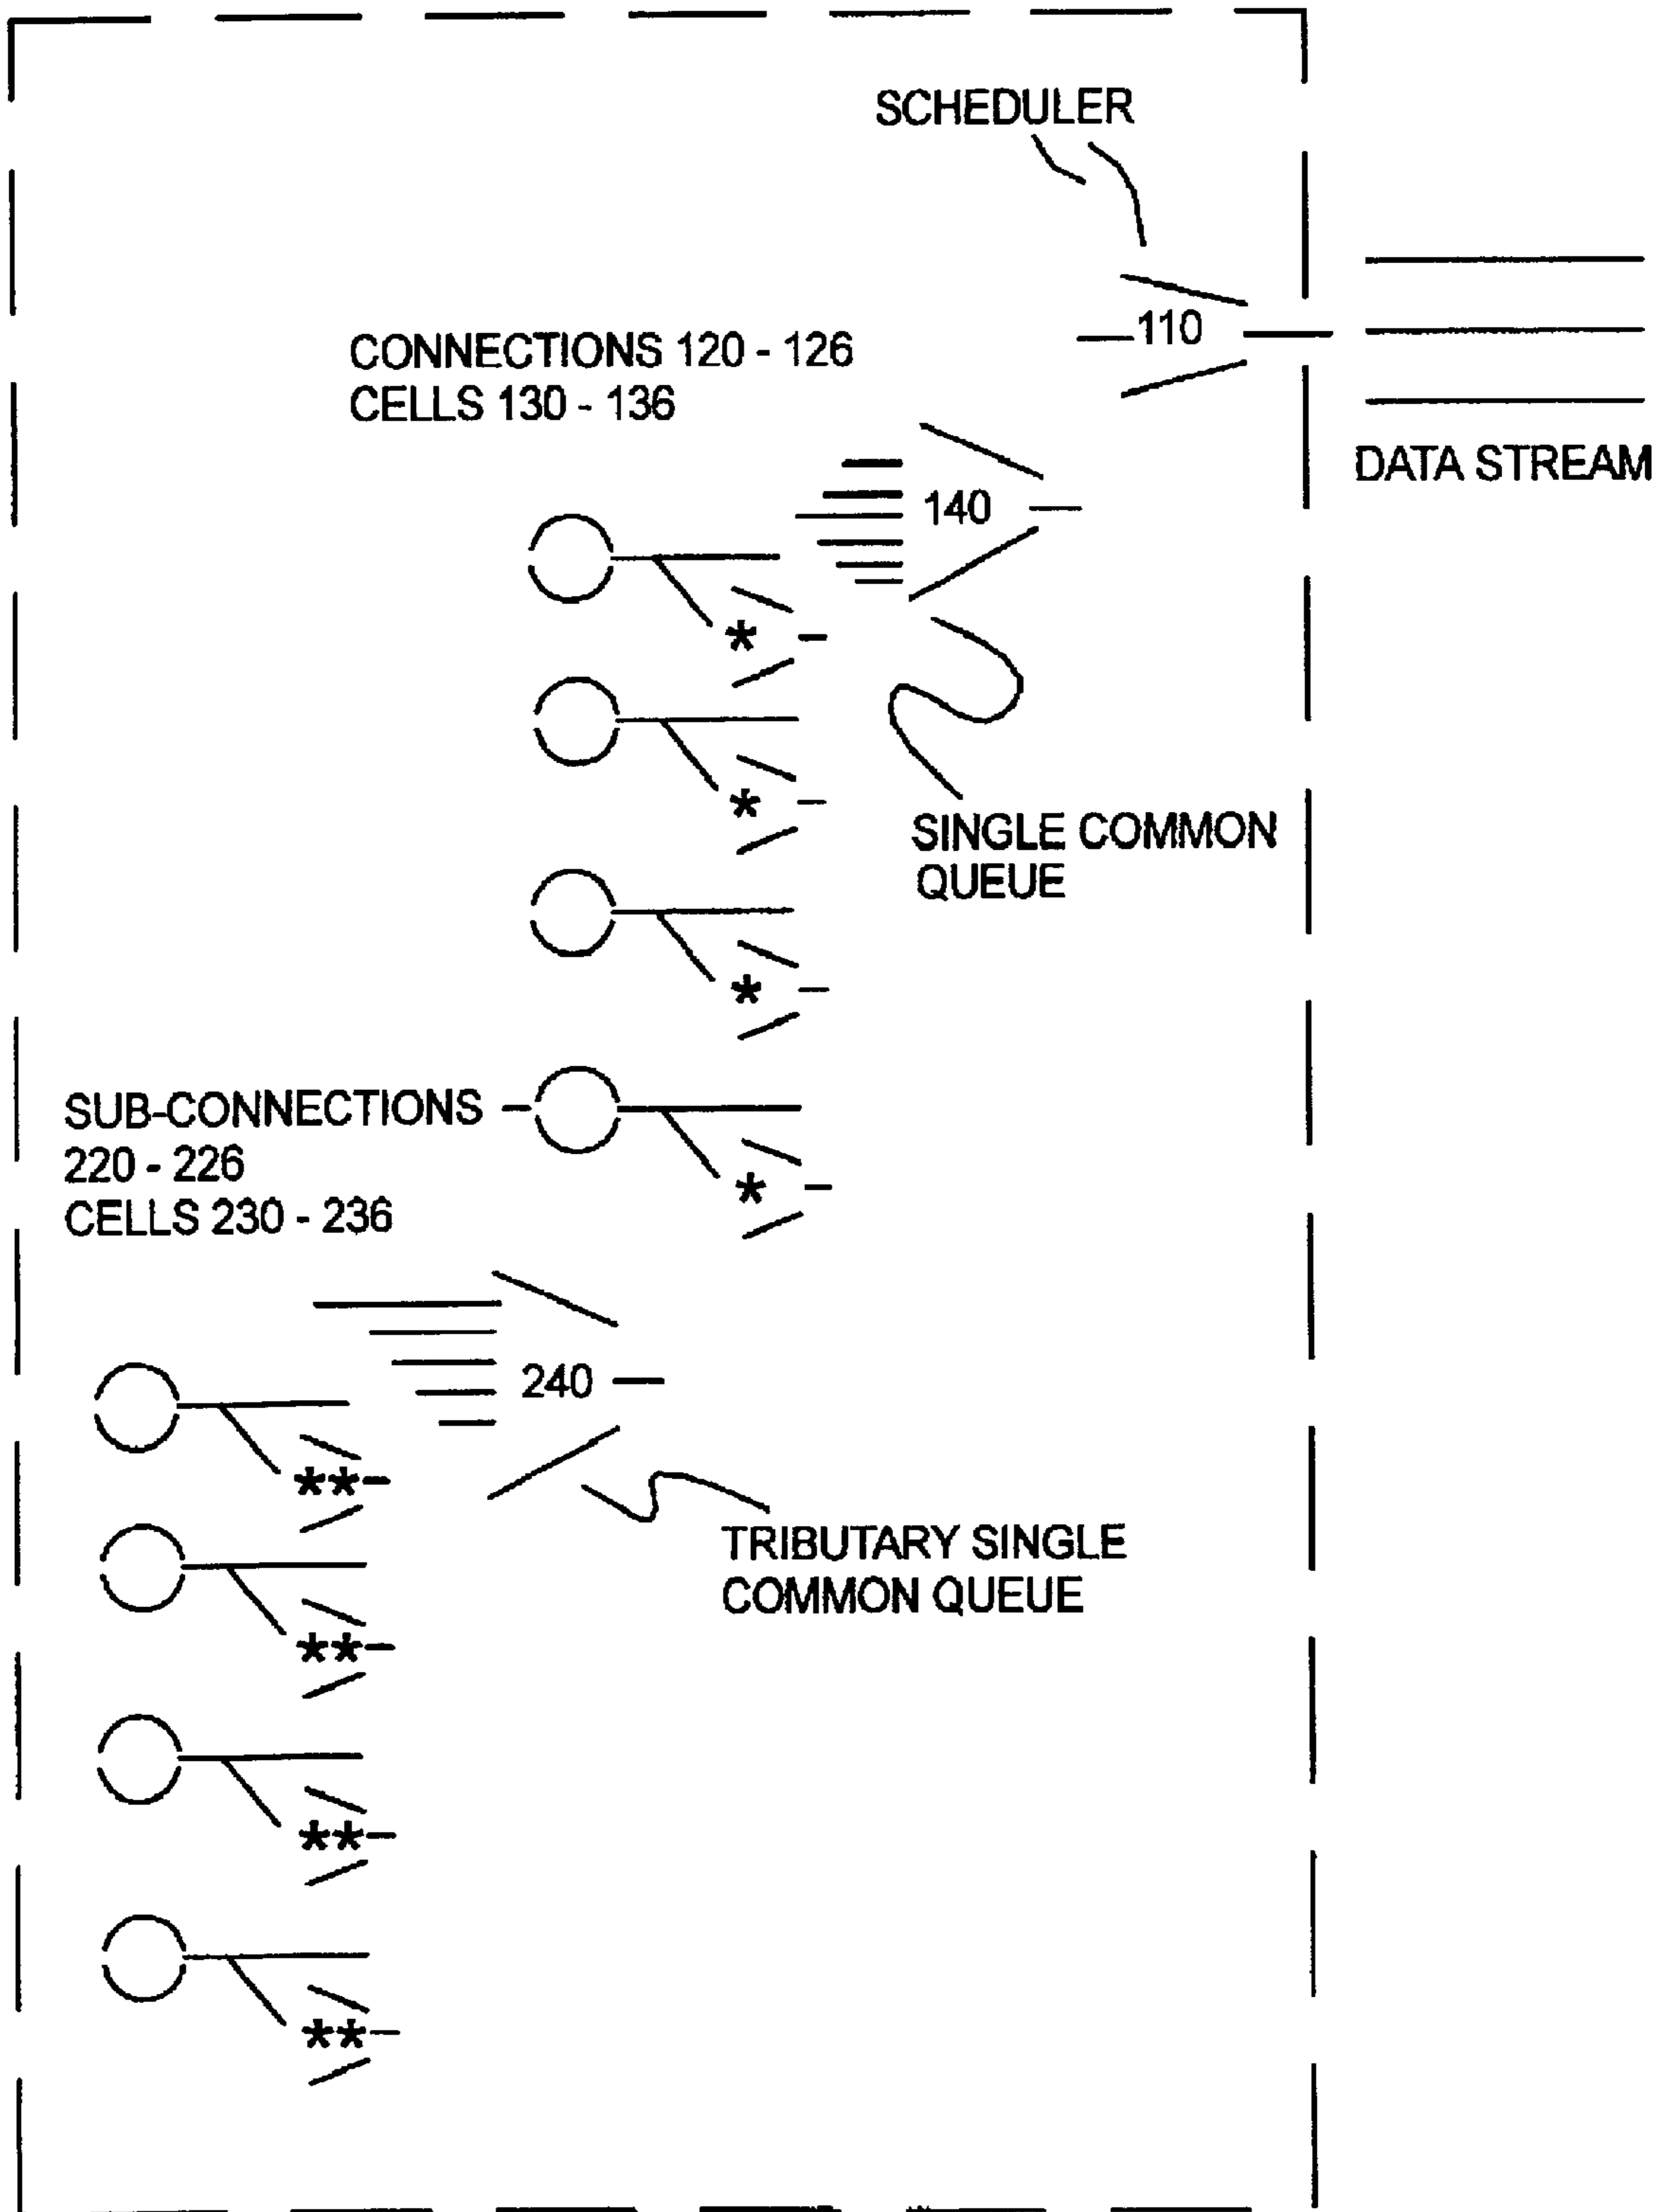 SCHEDULER
110
CONNECTIONS 120 - 126
CELLS 130 - 136
DATA STREAM
140
*
*
SINGLE COMMON
QUEUE
*
SUB-CONNECTIONS
220 - 226
CELLS 230 - 236
*
240
**
TRIBUTARY SINGLE
COMMON QUEUE
**
**
**